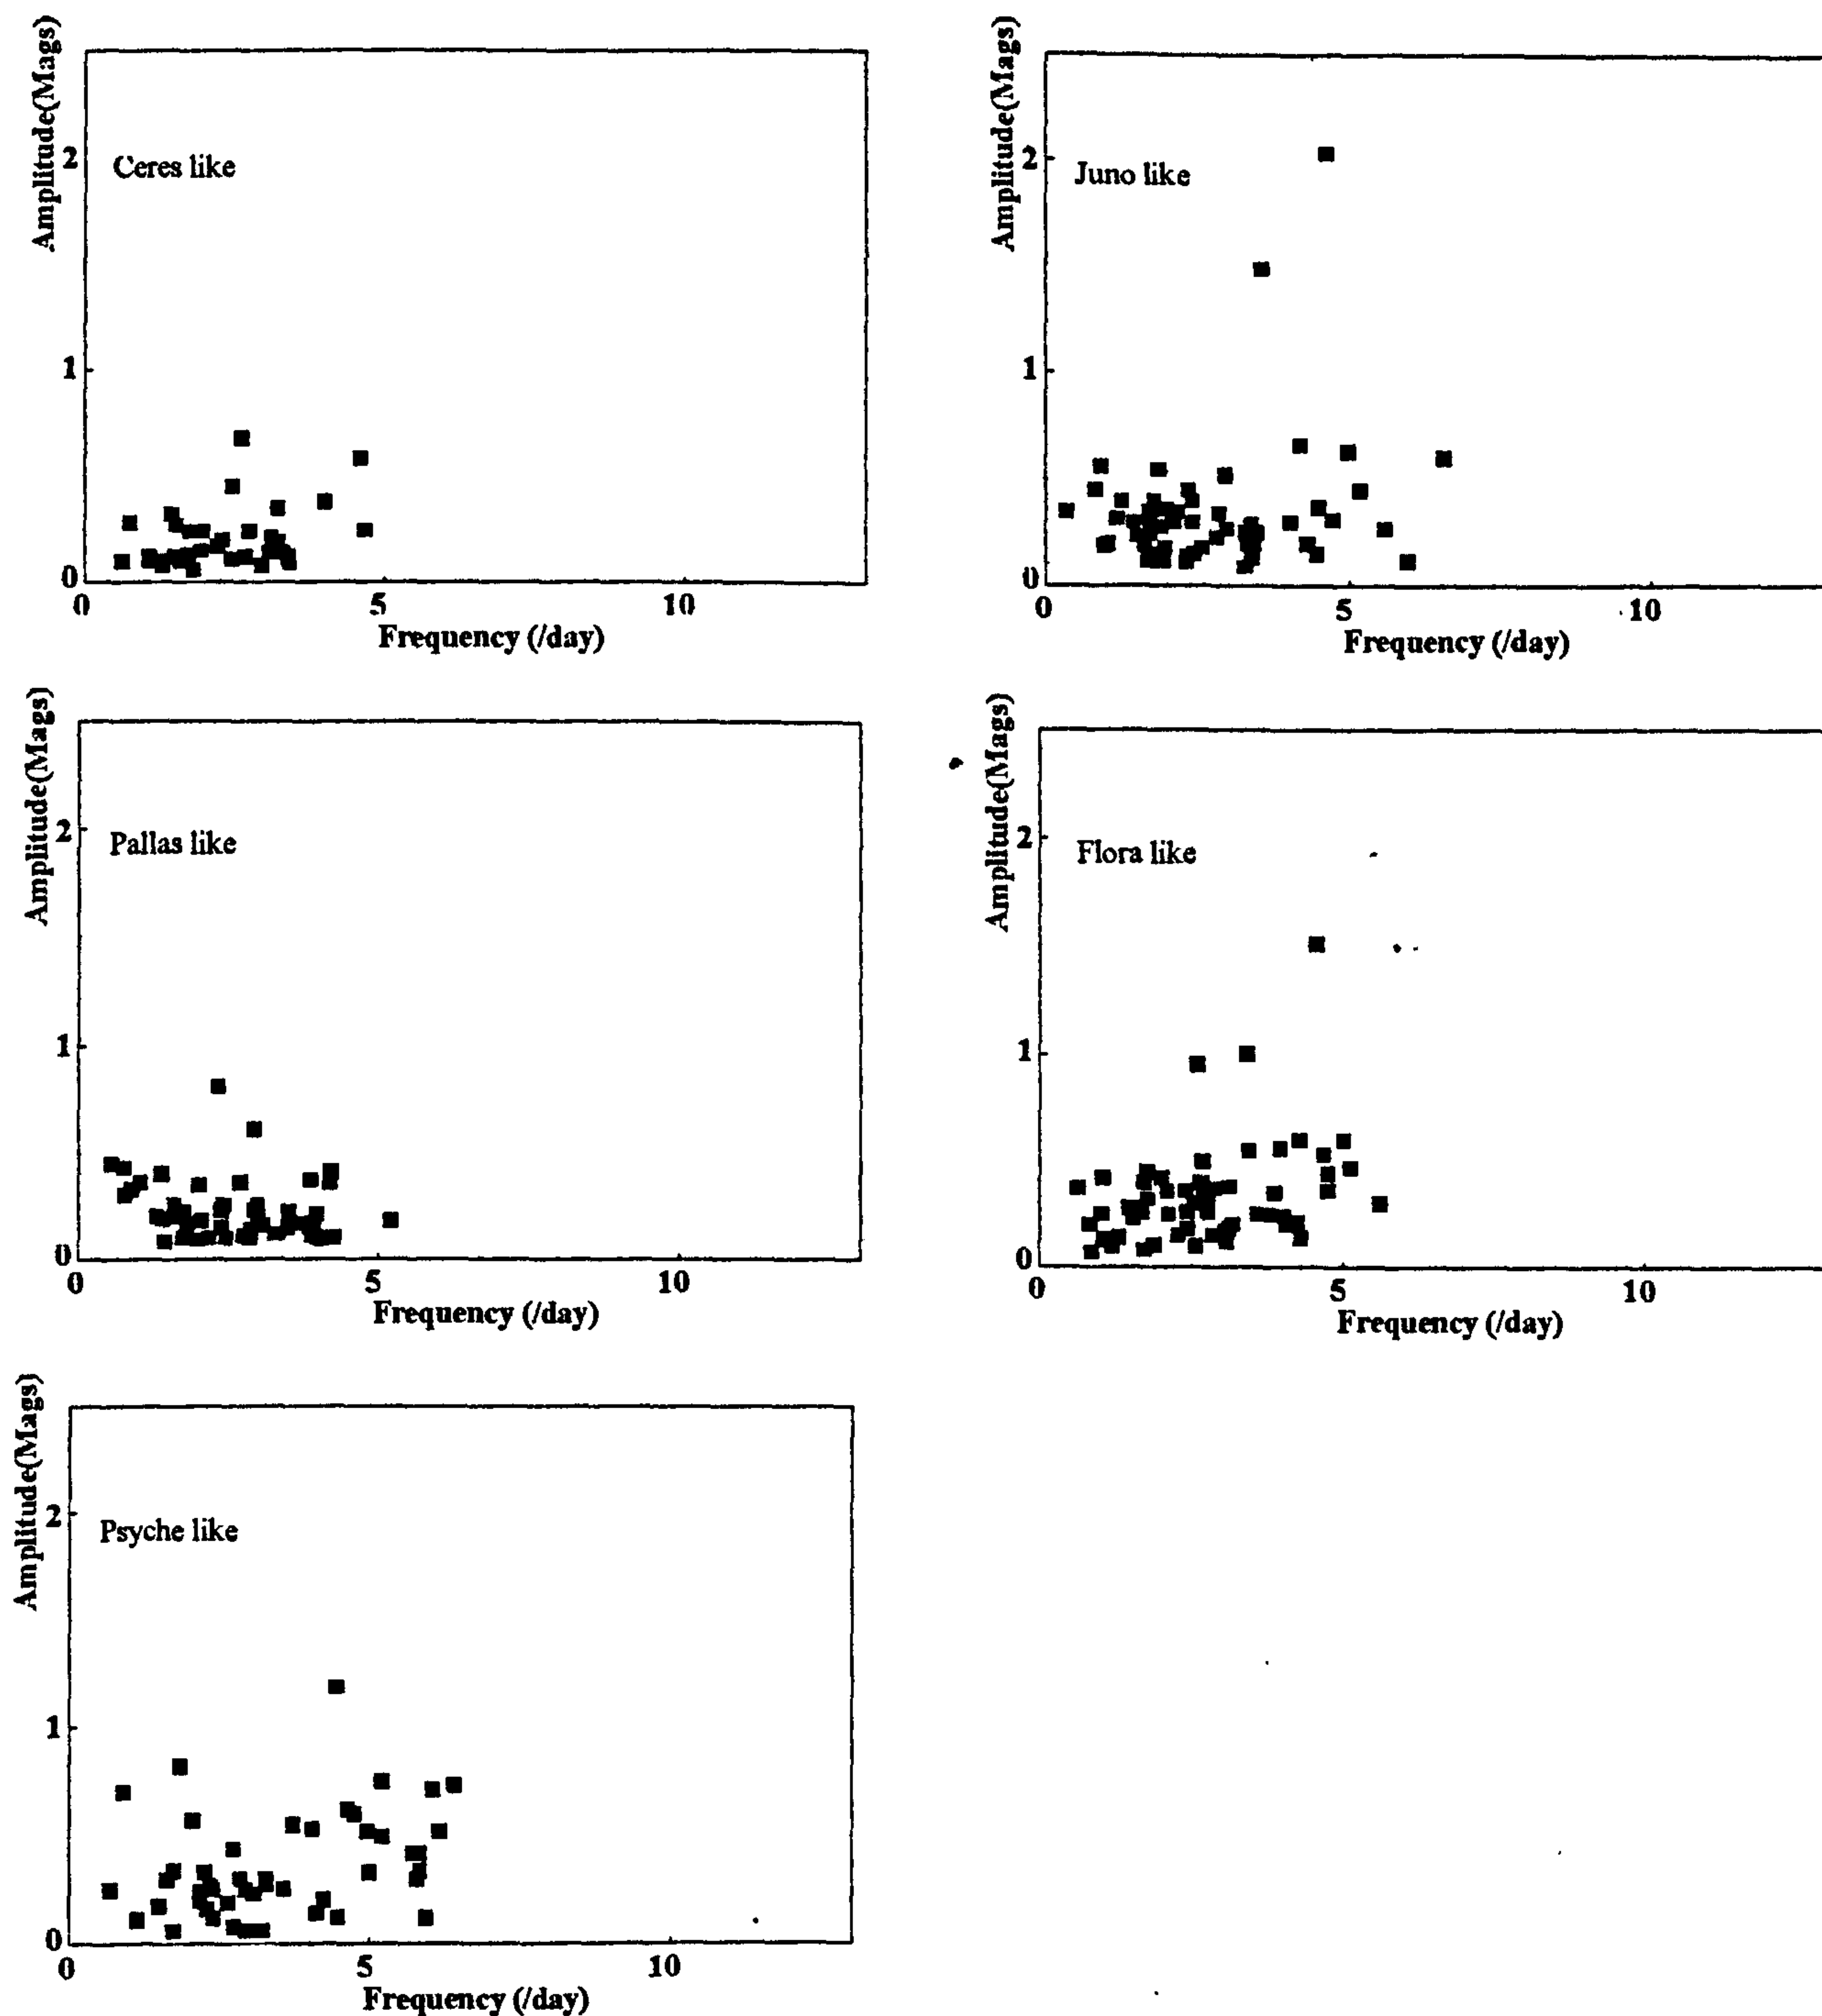 Amplitude(Mags)
2
Ceres like
1
0
0 5 10
Frequency (/day)
Amplitude(Mags)
2
Juno like
1
0
0 5 10
Frequency (/day)
Amplitude(Mags)
2
Pallas like
1
0
0 5 10
Frequency (/day)
Amplitude(Mags)
2
Flora like
1
0
0 5 10
Frequency (/day)
Amplitude(Mags)
2
Psyche like
1
0
0 5 10
Frequency (/day)